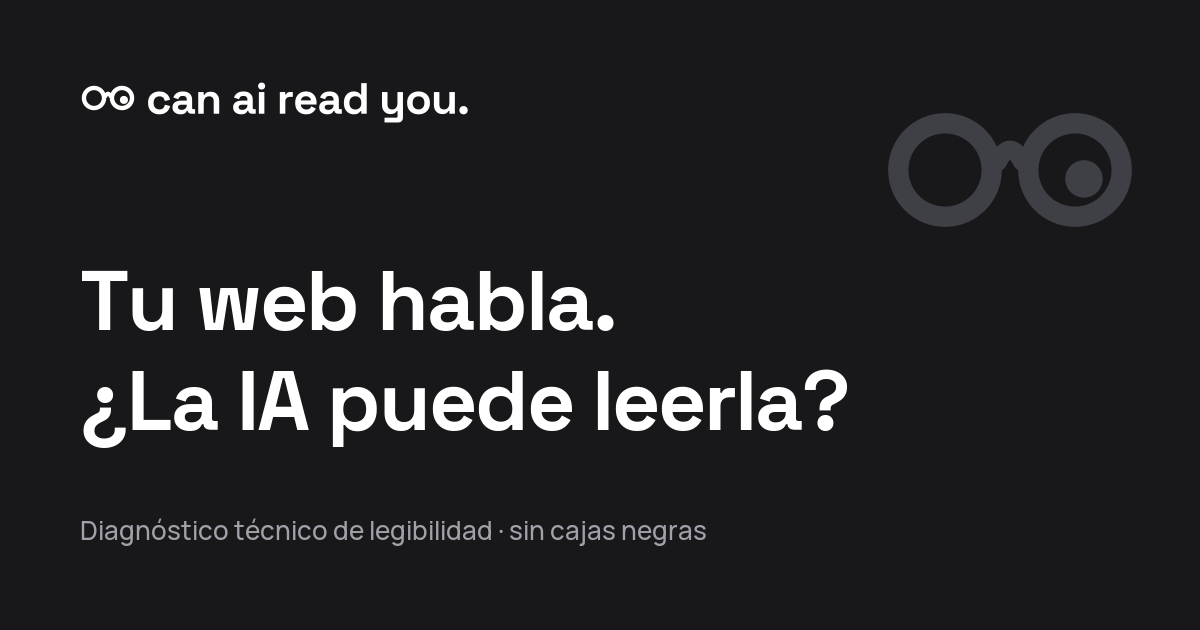 can ai read you.
Tu web habla.
¿La IA puede leerla?
Diagnóstico técnico de legibilidad · sin cajas negras